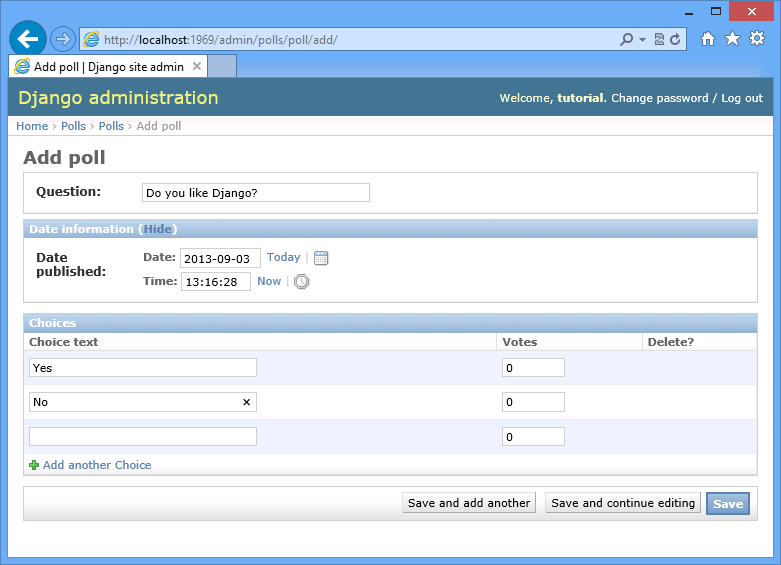 http://localhost:1969/admin/polls/poll/add/
Add poll | Django site admin
Django administration
Welcome, tutorial. Change password / Log out
Home › Polls › Polls › Add poll
Add poll
Question: Do you like Django?
Date information (Hide)
Date published:
Date: 2013-09-03 Today |
Time: 13:16:28 Now |
Choices
Choice text Votes Delete?
Yes 0
No × 0
0
Add another Choice
Save and add another Save and continue editing Save